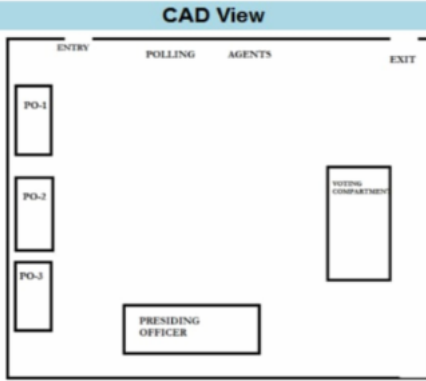 CAD View
ENTRY
POLLING AGENTS
EXIT
PO-1
PO-2
VOTING
COMPARTMENT
PO-3
PRESIDING
OFFICER